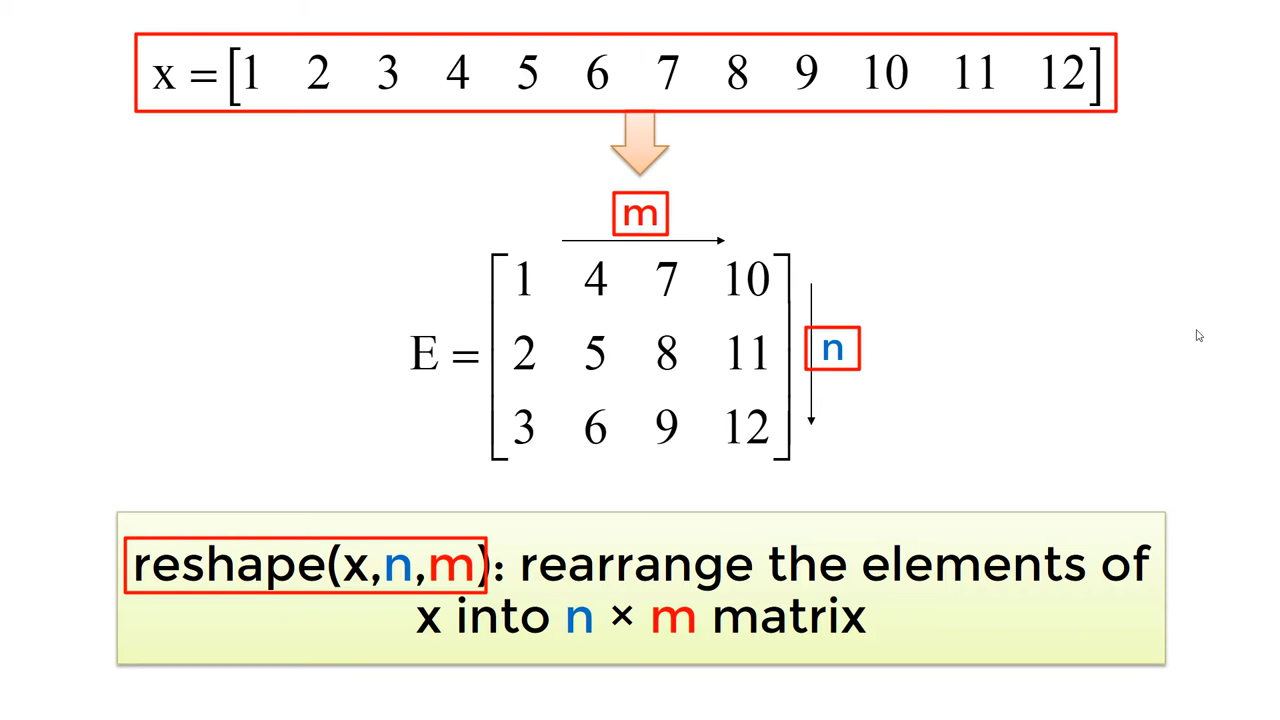 x = [1 2 3 4 5 6 7 8 9 10 11 12]
m
1 4 7 10
E = 2 5 8 11 n
3 6 9 12
reshape(x,n,m): rearrange the elements of
x into n × m matrix